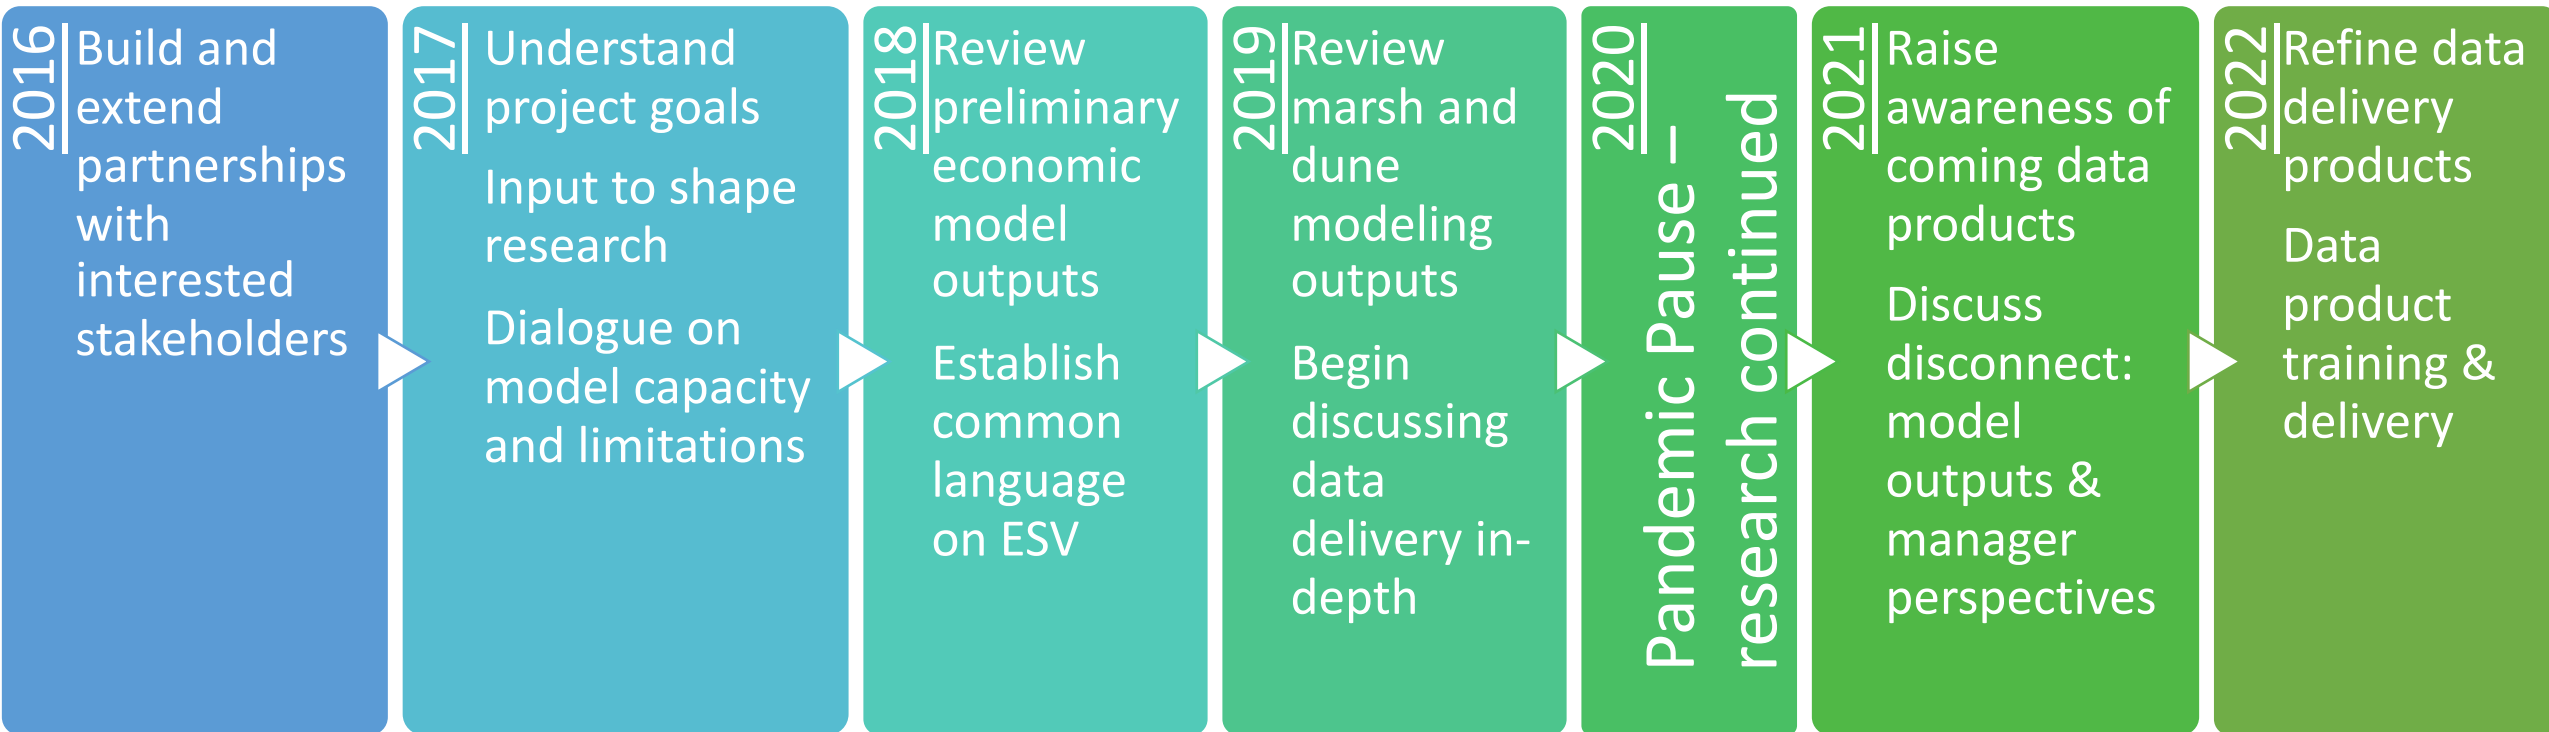 2016
Build and
extend
partnerships
with
interested
stakeholders
2017
Understand
project goals
Input to shape
research
Dialogue on
model capacity
and limitations
2018
Review
preliminary
economic
model
outputs
Establish
common
language
on ESV
2019
Review
marsh and
dune
modeling
outputs
Begin
discussing
data
delivery in-
depth
2020
Pandemic Pause –
research continued
2021
Raise
awareness of
coming data
products
Discuss
disconnect:
model
outputs &
manager
perspectives
2022
Refine data
delivery
products
Data
product
training &
delivery